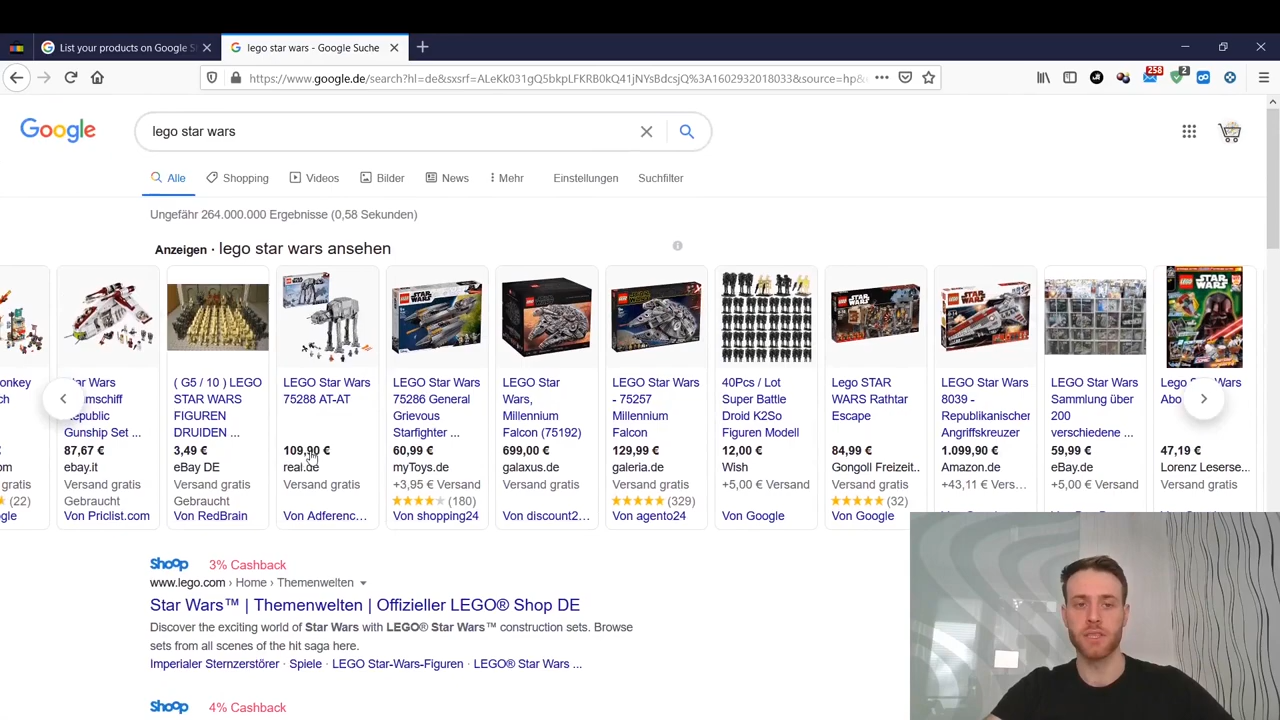 List your products on Google S
lego star wars - Google Suche
https://www.google.de/search?hl=de&sxsrf=ALeKk031gQ5bkpLFKRB0kQ41jNYsBdcsjQ%3A1602932018033&source=hp&
258
2
Google
lego star wars
Alle
Shopping
Videos
Bilder
News
Mehr
Einstellungen
Suchfilter
Ungefähr 264.000.000 Ergebnisse (0,58 Sekunden)
Anzeigen · lego star wars ansehen
onkey
(22)
Republic
Gunship Set ...
87,67 €
ebay.it
Versand gratis
Gebraucht
Von Priclist.com
( G5 / 10 ) LEGO
STAR WARS
FIGUREN
DRUIDEN ...
3,49 €
eBay DE
Versand gratis
Gebraucht
Von RedBrain
LEGO Star Wars
75288 AT-AT
109,90 €
real.de
Versand gratis
Von Adferenc...
LEGO Star Wars
75286 General
Grievous
Starfighter ...
60,99 €
myToys.de
+3,95 € Versand
(180)
Von shopping24
LEGO Star
Wars,
Millennium
Falcon (75192)
699,00 €
galaxus.de
Versand gratis
Von discount2...
LEGO Star Wars
- 75257
Millennium
Falcon
129,99 €
galeria.de
Versand gratis
(329)
Von agento24
40Pcs / Lot
Super Battle
Droid K2So
Figuren Modell
12,00 €
Wish
+5,00 € Versand
Von Google
Lego STAR
WARS Rathtar
Escape
84,99 €
Gongoll Freizeit..
Versand gratis
(32)
Von Google
LEGO Star Wars
8039 -
Republikanischer
Angriffskreuzer
1.099,90 €
Amazon.de
+43,11 € Vers...
LEGO Star Wars
Sammlung über
200
verschiedene ...
59,99 €
eBay.de
+5,00 € Versand
Lego
Abo
47,19 €
Lorenz Leserse...
Versand gratis
Shoop 3% Cashback
www.lego.com › Home › Themenwelten
Star Wars™ | Themenwelten | Offizieller LEGO® Shop DE
Discover the exciting world of Star Wars with LEGO® Star Wars™ construction sets. Browse
sets from all scenes of the hit saga here.
Imperialer Sternzerstörer · Spiele · LEGO Star-Wars-Figuren · LEGO® Star Wars ...
Shoop 4% Cashback